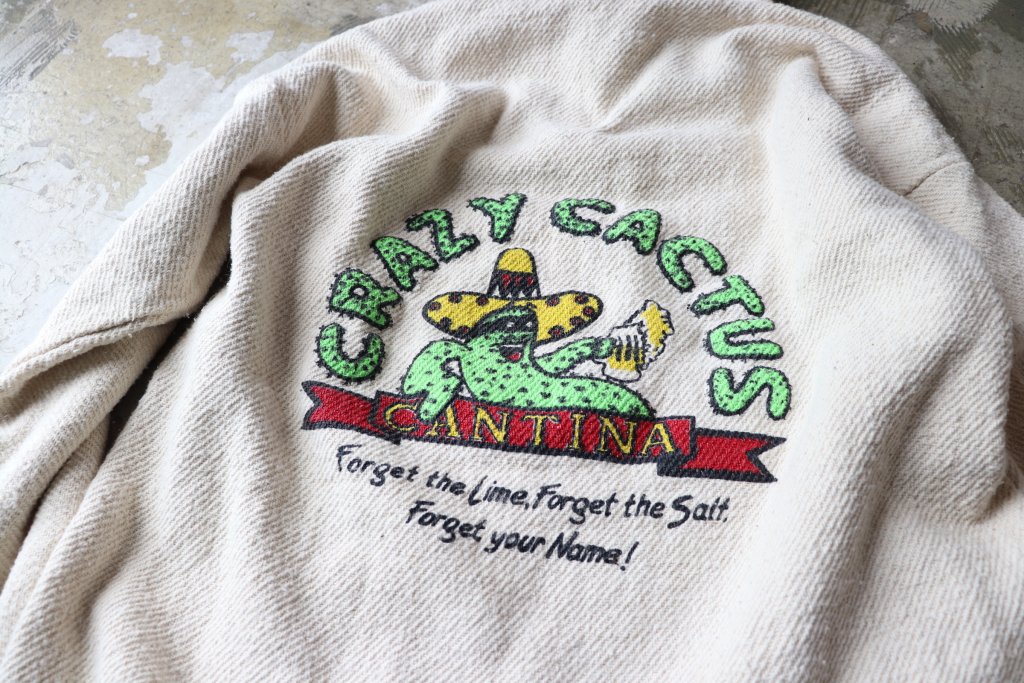 CRAZY CACTUS
CANTINA
Forget the Lime, Forget the Salt.
Forget your Name!